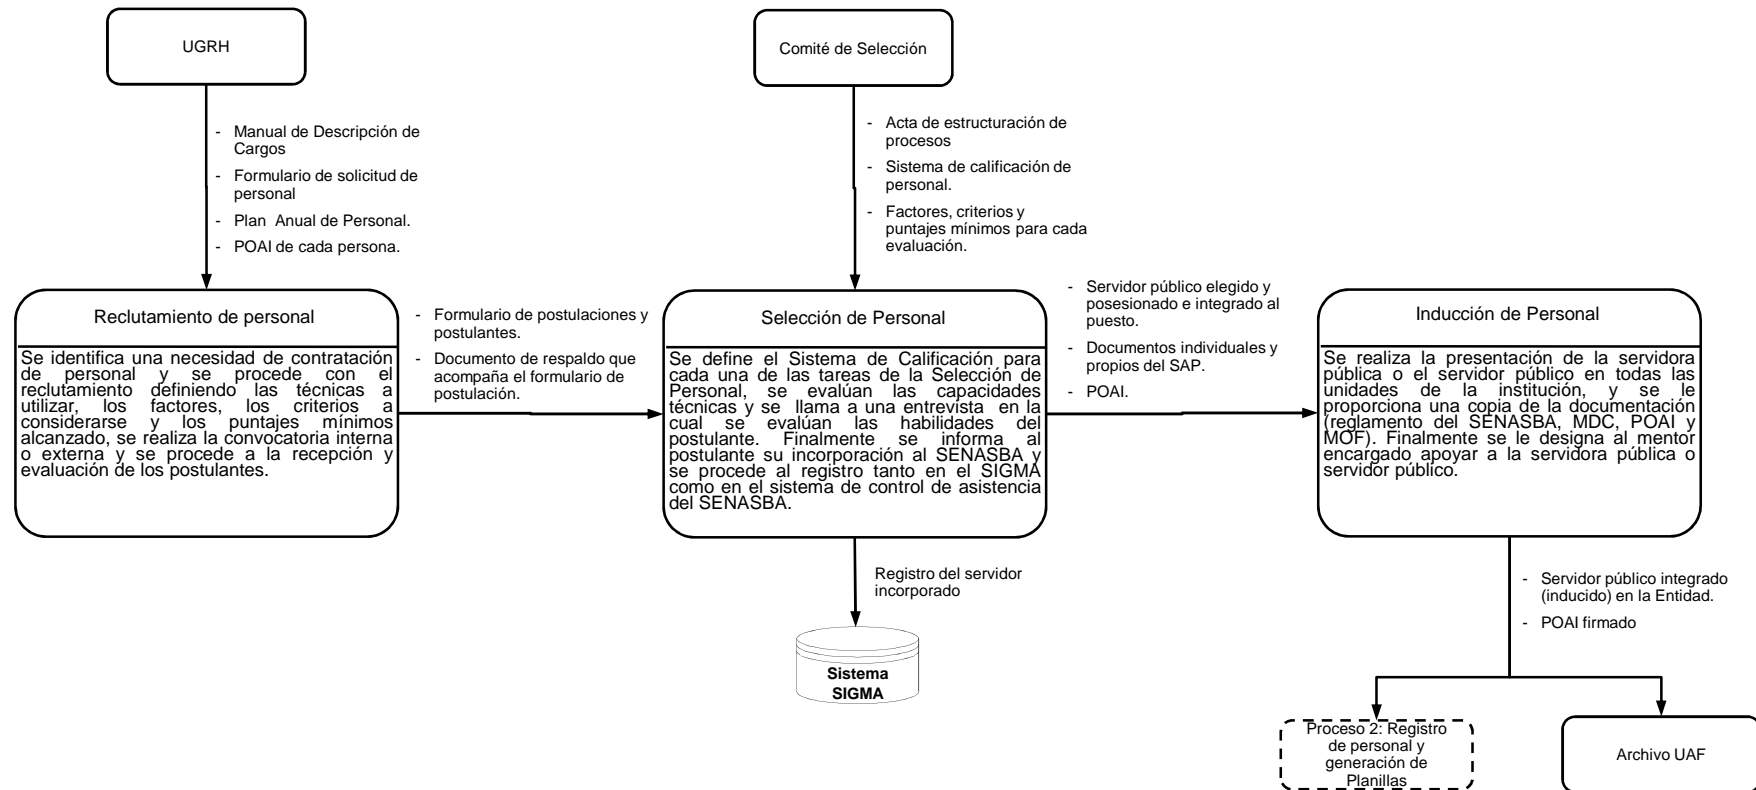 UGRH
Comité de Selección
- Manual de Descripción de
Cargos
- Formulario de solicitud de
personal
- Plan Anual de Personal.
- POAI de cada persona.
- Acta de estructuración de
procesos
- Sistema de calificación de
personal.
- Factores, criterios y
puntajes mínimos para cada
evaluación.
Reclutamiento de personal
Se identifica una necesidad de contratación
de personal y se procede con el
reclutamiento definiendo las técnicas a
utilizar, los factores, los criterios a
considerarse y los puntajes mínimos
alcanzado, se realiza la convocatoria interna
o externa y se procede a la recepción y
evaluación de los postulantes.
- Formulario de postulaciones y
postulantes.
- Documento de respaldo que
acompaña el formulario de
postulación.
Selección de Personal
Se define el Sistema de Calificación para
cada una de las tareas de la Selección de
Personal, se evalúan las capacidades
técnicas y se llama a una entrevista en la
cual se evalúan las habilidades del
postulante. Finalmente se informa al
postulante su incorporación al SENASBA y
se procede al registro tanto en el SIGMA
como en el sistema de control de asistencia
del SENASBA.
- Servidor público elegido y
posesionado e integrado al
puesto.
- Documentos individuales y
propios del SAP.
- POAI.
Inducción de Personal
Se realiza la presentación de la servidora
pública o el servidor público en todas las
unidades de la institución, y se le
proporciona una copia de la documentación
(reglamento del SENASBA, MDC, POAI y
MOF). Finalmente se le designa al mentor
encargado apoyar a la servidora pública o
servidor público.
Registro del servidor
incorporado
Sistema
SIGMA
- Servidor público integrado
(inducido) en la Entidad.
- POAI firmado
Proceso 2: Registro
de personal y
generación de
Planillas
Archivo UAF